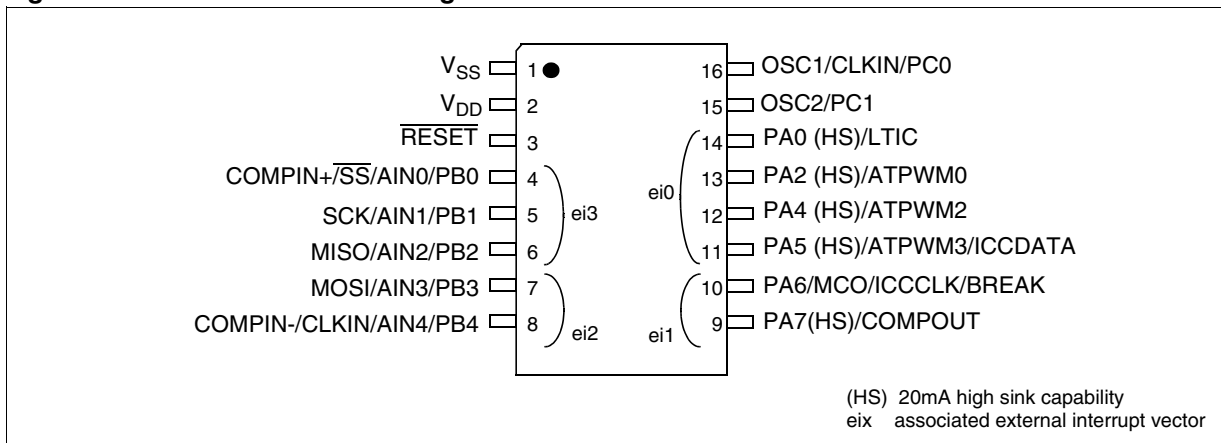 V_SS 1
V_DD 2
RESET 3
COMPIN+/SS/AIN0/PB0 4
SCK/AIN1/PB1 5
MISO/AIN2/PB2 6
ei3
MOSI/AIN3/PB3 7
COMPIN-/CLKIN/AIN4/PB4 8
ei2
16 OSC1/CLKIN/PC0
15 OSC2/PC1
14 PA0 (HS)/LTIC
13 PA2 (HS)/ATPWM0
12 PA4 (HS)/ATPWM2
11 PA5 (HS)/ATPWM3/ICCDATA
ei0
10 PA6/MCO/ICCCLK/BREAK
9 PA7(HS)/COMPOUT
ei1
(HS) 20mA high sink capability
eix associated external interrupt vector